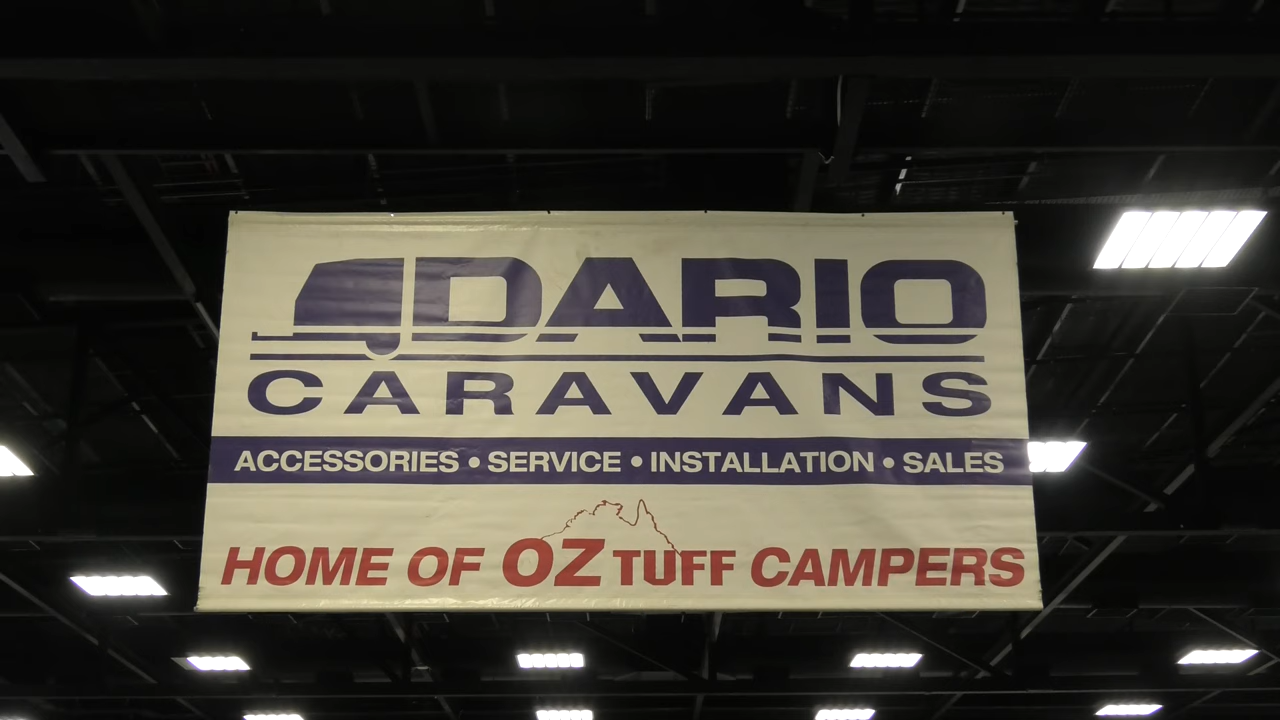 DARIO
CARAVANS
ACCESSORIES • SERVICE • INSTALLATION • SALES
HOME OF OZ TUFF CAMPERS